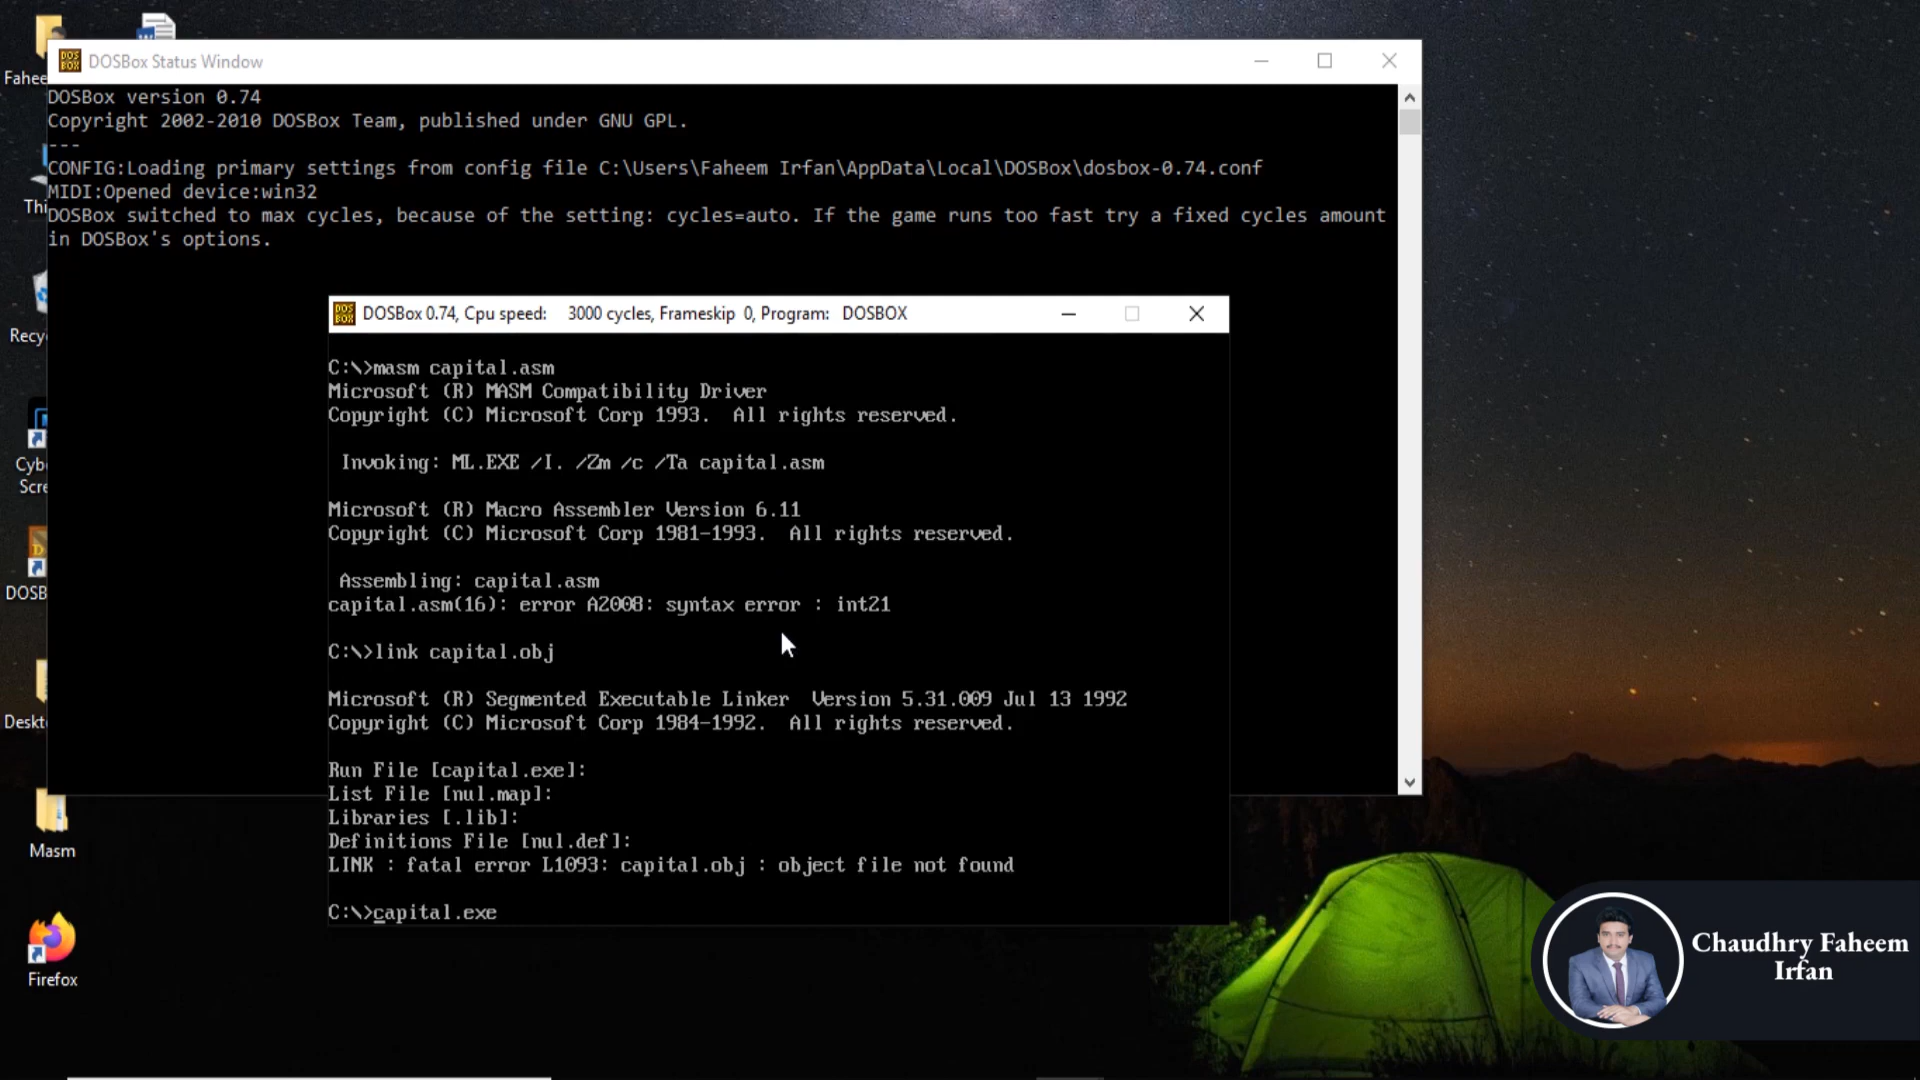 Fahee
DOSBox Status Window
DOSBox version 0.74
Copyright 2002-2010 DOSBox Team, published under GNU GPL.
---
CONFIG:Loading primary settings from config file C:\Users\Faheem Irfan\AppData\Local\DOSBox\dosbox-0.74.conf
MIDI:Opened device:win32
DOSBox switched to max cycles, because of the setting: cycles=auto. If the game runs too fast try a fixed cycles amount
in DOSBox's options.
Thi
Recy
Cyb
Scre
DOSB
Deskt
Masm
Firefox
DOSBox 0.74, Cpu speed: 3000 cycles, Frameskip 0, Program: DOSBOX
C:\>masm capital.asm
Microsoft (R) MASM Compatibility Driver
Copyright (C) Microsoft Corp 1993. All rights reserved.
Invoking: ML.EXE /I. /Zm /c /Ta capital.asm
Microsoft (R) Macro Assembler Version 6.11
Copyright (C) Microsoft Corp 1981-1993. All rights reserved.
Assembling: capital.asm
capital.asm(16): error A2008: syntax error : int21
C:\>link capital.obj
Microsoft (R) Segmented Executable Linker Version 5.31.009 Jul 13 1992
Copyright (C) Microsoft Corp 1984-1992. All rights reserved.
Run File [capital.exe]:
List File [nul.map]:
Libraries [.lib]:
Definitions File [nul.def]:
LINK : fatal error L1093: capital.obj : object file not found
C:\>capital.exe
Chaudhry Faheem
Irfan